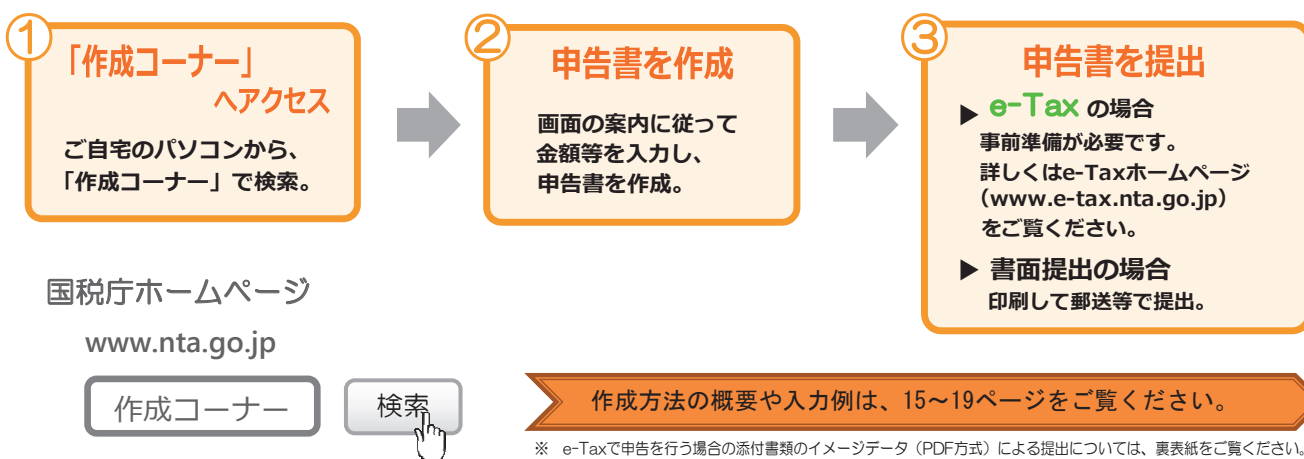 ①
「作成コーナー」
へアクセス
ご自宅のパソコンから、
「作成コーナー」で検索。
②
申告書を作成
画面の案内に従って
金額等を入力し、
申告書を作成。
③
申告書を提出
▶ e-Tax の場合
事前準備が必要です。
詳しくはe-Taxホームページ
（www.e-tax.nta.go.jp）
をご覧ください。
▶ 書面提出の場合
印刷して郵送等で提出。
国税庁ホームページ
www.nta.go.jp
作成コーナー 検索
作成方法の概要や入力例は、15～19ページをご覧ください。
※ e-Taxで申告を行う場合の添付書類のイメージデータ（PDF方式）による提出については、裏表紙をご覧ください。